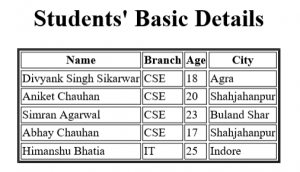 Students' Basic Details
Name Branch Age City
Divyank Singh Sikarwar CSE 18 Agra
Aniket Chauhan CSE 20 Shahjahanpur
Simran Agarwal CSE 23 Buland Shar
Abhay Chauhan CSE 17 Shahjahanpur
Himanshu Bhatia IT 25 Indore